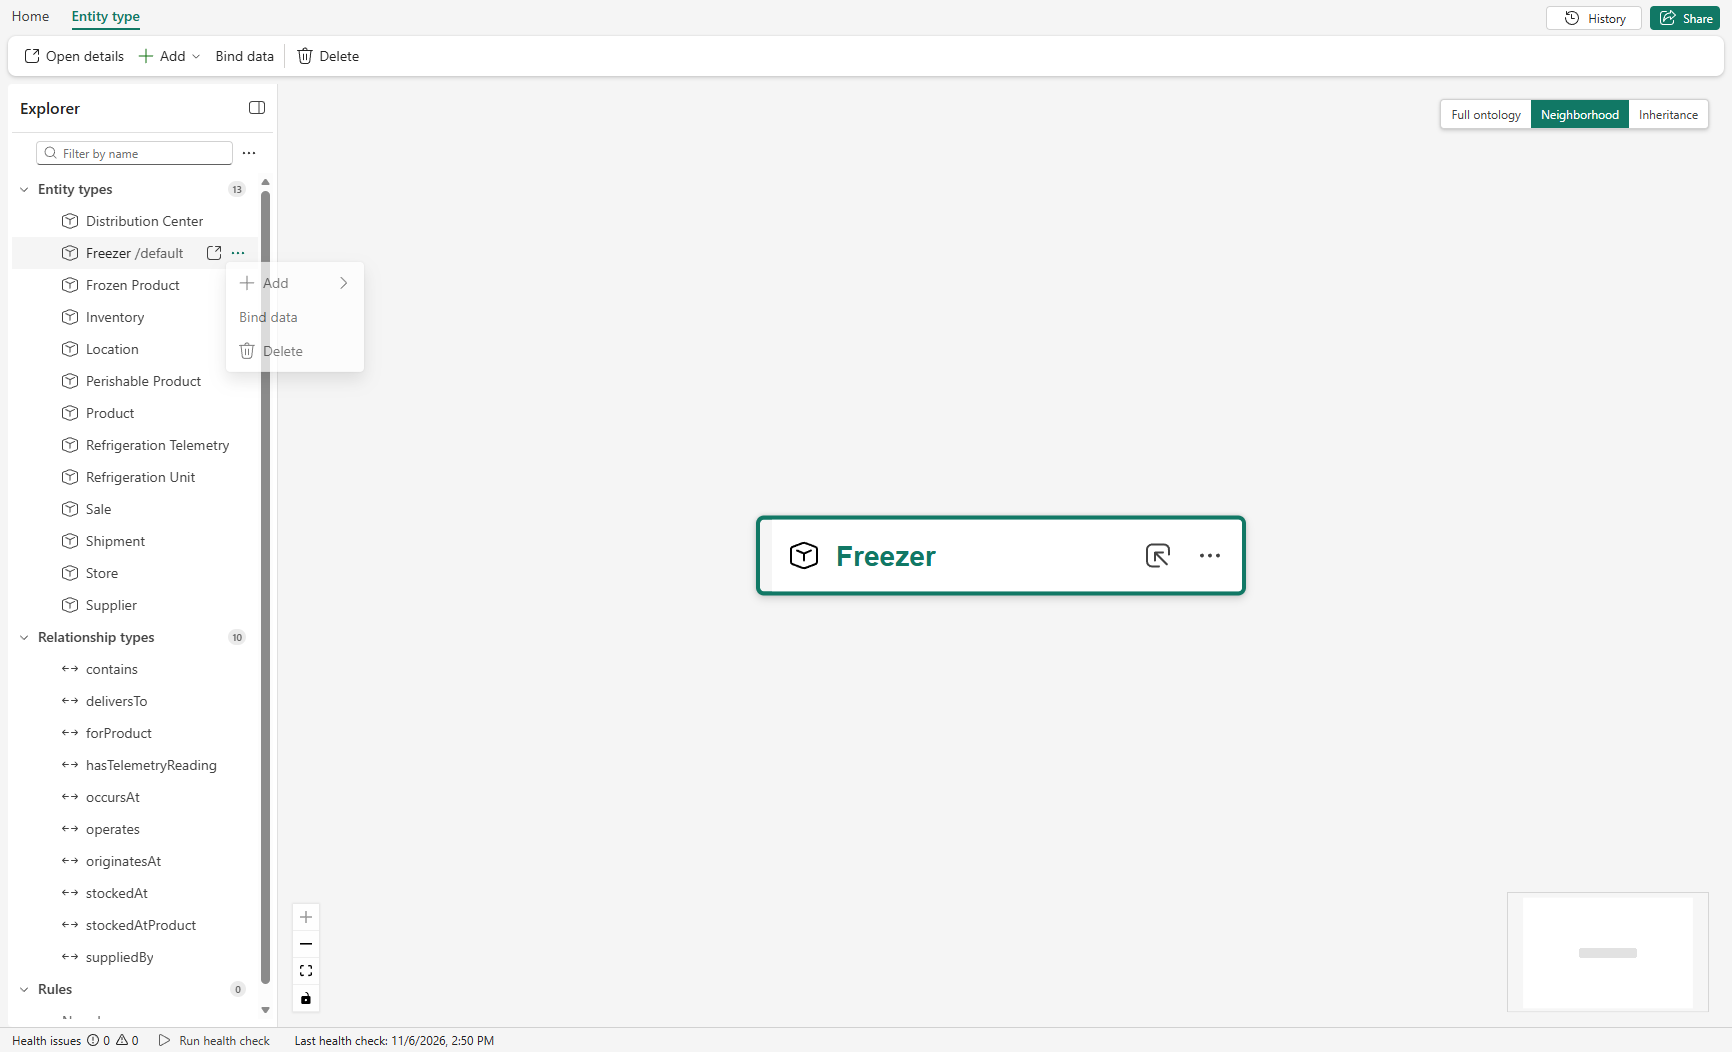 Home Entity type History Share
Open details Add Bind data Delete
Explorer
Full ontology Neighborhood Inheritance
Filter by name
Entity types 13
Distribution Center
Freezer /default
Add
Frozen Product
Bind data
Inventory
Delete
Location
Perishable Product
Product
Refrigeration Telemetry
Refrigeration Unit
Sale
Shipment
Freezer
Store
Supplier
Relationship types 10
contains
deliversTo
forProduct
hasTelemetryReading
occursAt
operates
originatesAt
stockedAt
stockedAtProduct
suppliedBy
Rules 0
Health issues 0 0 Run health check Last health check: 11/6/2026, 2:50 PM